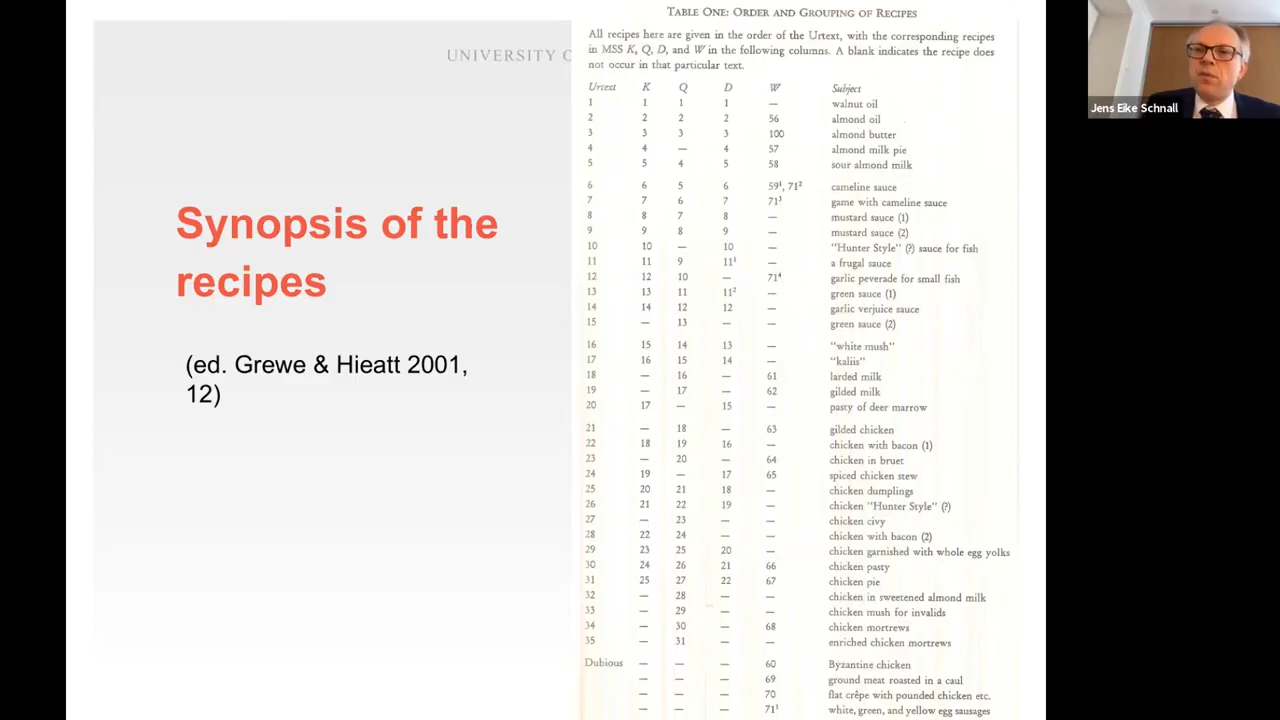 UNIVERSITY O
Synopsis of the
recipes
(ed. Grewe & Hieatt 2001,
12)
TABLE ONE: ORDER AND GROUPING OF RECIPES
All recipes here are given in the order of the Urtext, with the corresponding recipes
in MSS K, Q, D, and W in the following columns. A blank indicates the recipe does
not occur in that particular text.
Urtext K Q D W Subject
1 1 1 1 — walnut oil
2 2 2 2 56 almond oil
3 3 3 3 100 almond butter
4 4 — 4 57 almond milk pie
5 5 4 5 58 sour almond milk
6 6 5 6 59¹, 71² cameline sauce
7 7 6 7 71³ game with cameline sauce
8 8 7 8 — mustard sauce (1)
9 9 8 9 — mustard sauce (2)
10 10 — 10 — "Hunter Style" (?) sauce for fish
11 11 9 11¹ — a frugal sauce
12 12 10 — 71⁴ garlic peverade for small fish
13 13 11 11² — green sauce (1)
14 14 12 12 — garlic verjuice sauce
15 — 13 — — green sauce (2)
16 15 14 13 — "white mush"
17 16 15 14 — "kaliis"
18 — 16 — 61 larded milk
19 — 17 — 62 gilded milk
20 17 — 15 — pasty of deer marrow
21 — 18 — 63 gilded chicken
22 18 19 16 — chicken with bacon (1)
23 — 20 — 64 chicken in bruet
24 19 — 17 65 spiced chicken stew
25 20 21 18 — chicken dumplings
26 21 22 19 — chicken "Hunter Style" (?)
27 — 23 — — chicken civy
28 22 24 — — chicken with bacon (2)
29 23 25 20 — chicken garnished with whole egg yolks
30 24 26 21 66 chicken pasty
31 25 27 22 67 chicken pie
32 — 28 — — chicken in sweetened almond milk
33 — 29 — — chicken mush for invalids
34 — 30 — 68 chicken mortrews
35 — 31 — — enriched chicken mortrews
Dubious — — — 60 Byzantine chicken
— — — 69 ground meat roasted in a caul
— — — 70 flat crêpe with pounded chicken etc.
— — — 71¹ white, green, and yellow egg sausages
Jens Eike Schnall